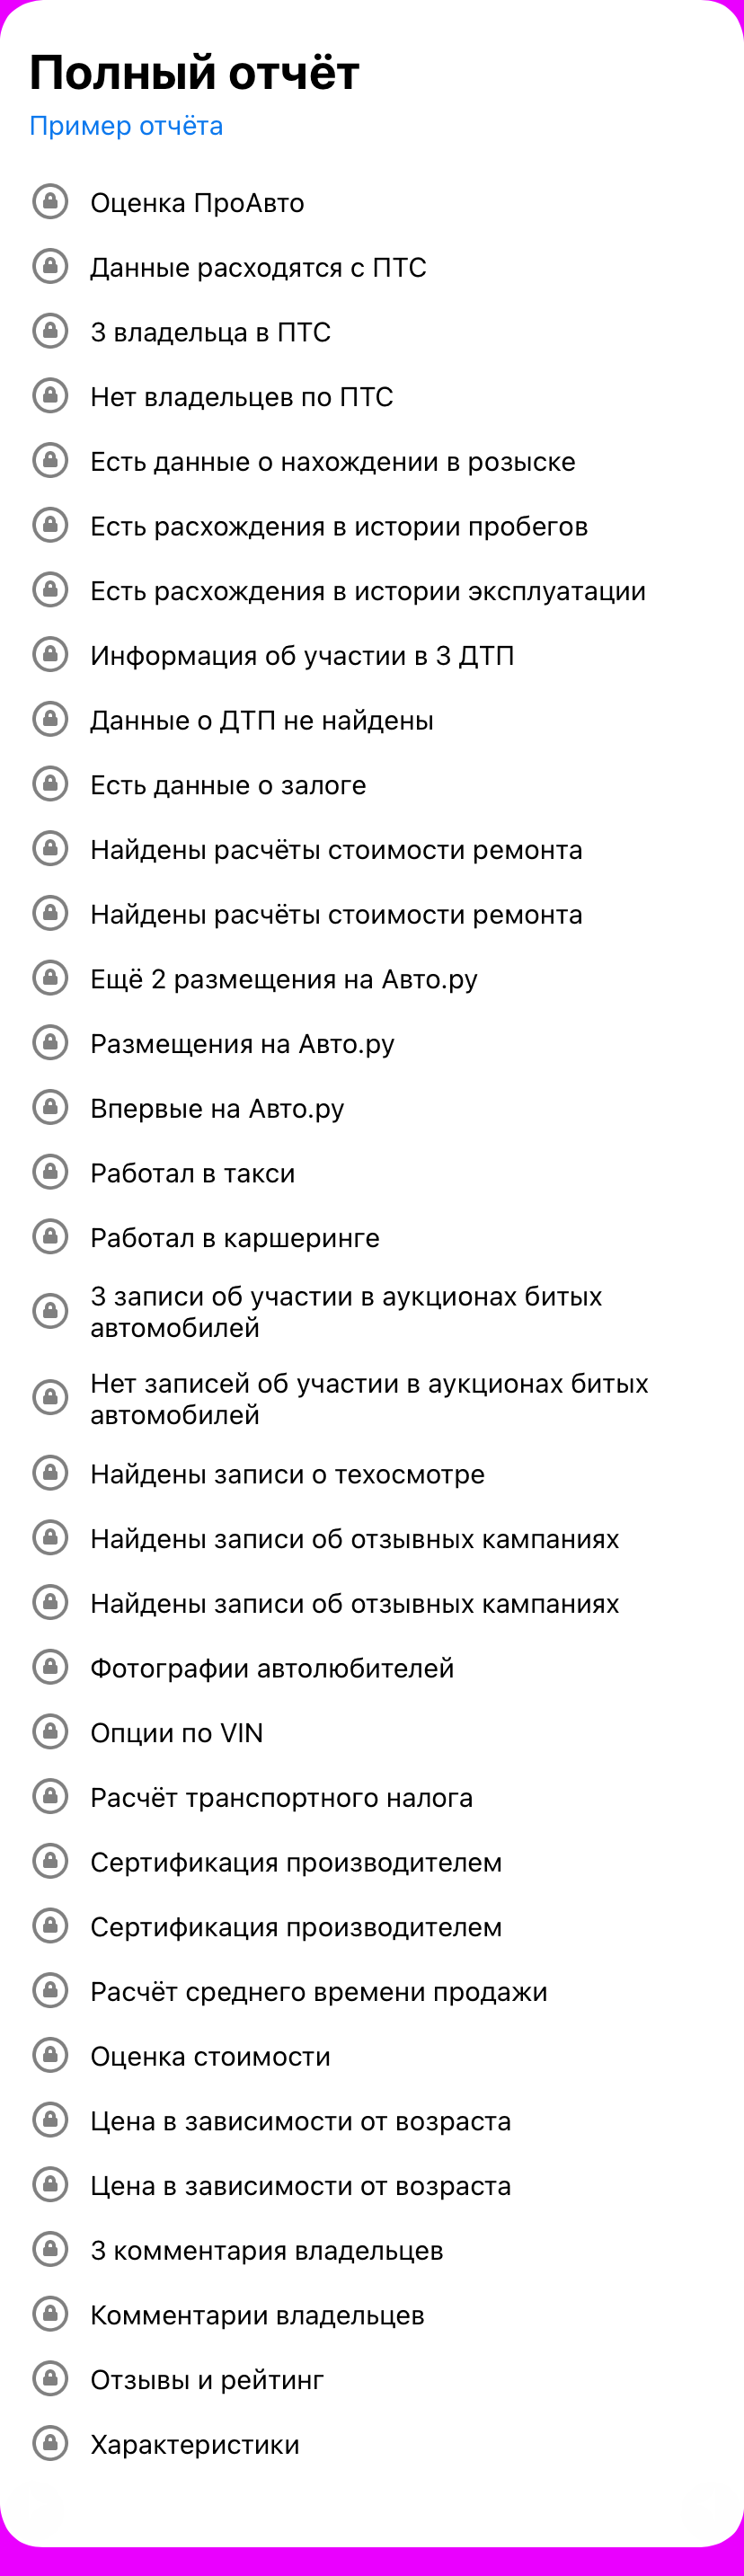 Полный отчёт
Пример отчёта
Оценка ПроАвто
Данные расходятся с ПТС
3 владельца в ПТС
Нет владельцев по ПТС
Есть данные о нахождении в розыске
Есть расхождения в истории пробегов
Есть расхождения в истории эксплуатации
Информация об участии в 3 ДТП
Данные о ДТП не найдены
Есть данные о залоге
Найдены расчёты стоимости ремонта
Найдены расчёты стоимости ремонта
Ещё 2 размещения на Авто.ру
Размещения на Авто.ру
Впервые на Авто.ру
Работал в такси
Работал в каршеринге
3 записи об участии в аукционах битых
автомобилей
Нет записей об участии в аукционах битых
автомобилей
Найдены записи о техосмотре
Найдены записи об отзывных кампаниях
Найдены записи об отзывных кампаниях
Фотографии автолюбителей
Опции по VIN
Расчёт транспортного налога
Сертификация производителем
Сертификация производителем
Расчёт среднего времени продажи
Оценка стоимости
Цена в зависимости от возраста
Цена в зависимости от возраста
3 комментария владельцев
Комментарии владельцев
Отзывы и рейтинг
Характеристики